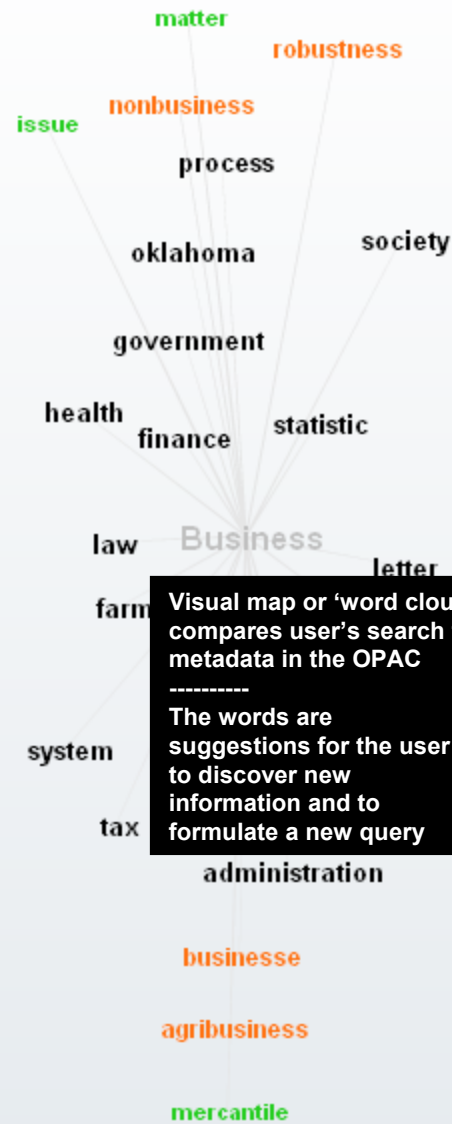 matter
robustness
nonbusiness
issue
process
society
oklahoma
government
health
statistic
finance
Business
law
letter
farm
Visual map or ‘word clou
compares user’s search
metadata in the OPAC
----------
The words are
suggestions for the user
to discover new
information and to
formulate a new query
system
tax
administration
businesse
agribusiness
mercantile